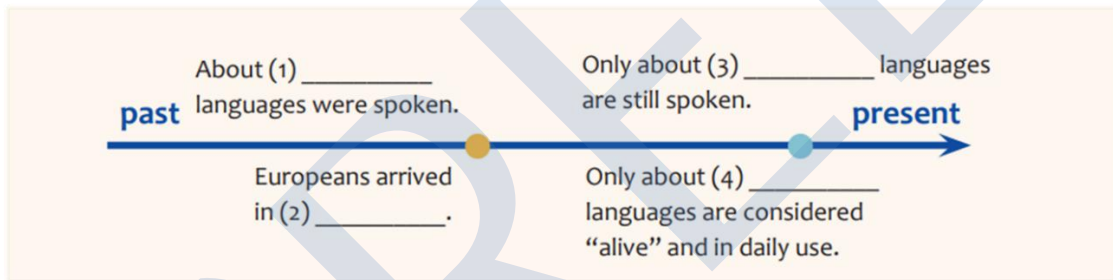 About (1) __________
languages were spoken.
past
Only about (3) __________ languages
are still spoken.
present
Europeans arrived
in (2) __________.
Only about (4) __________
languages are considered
“alive” and in daily use.